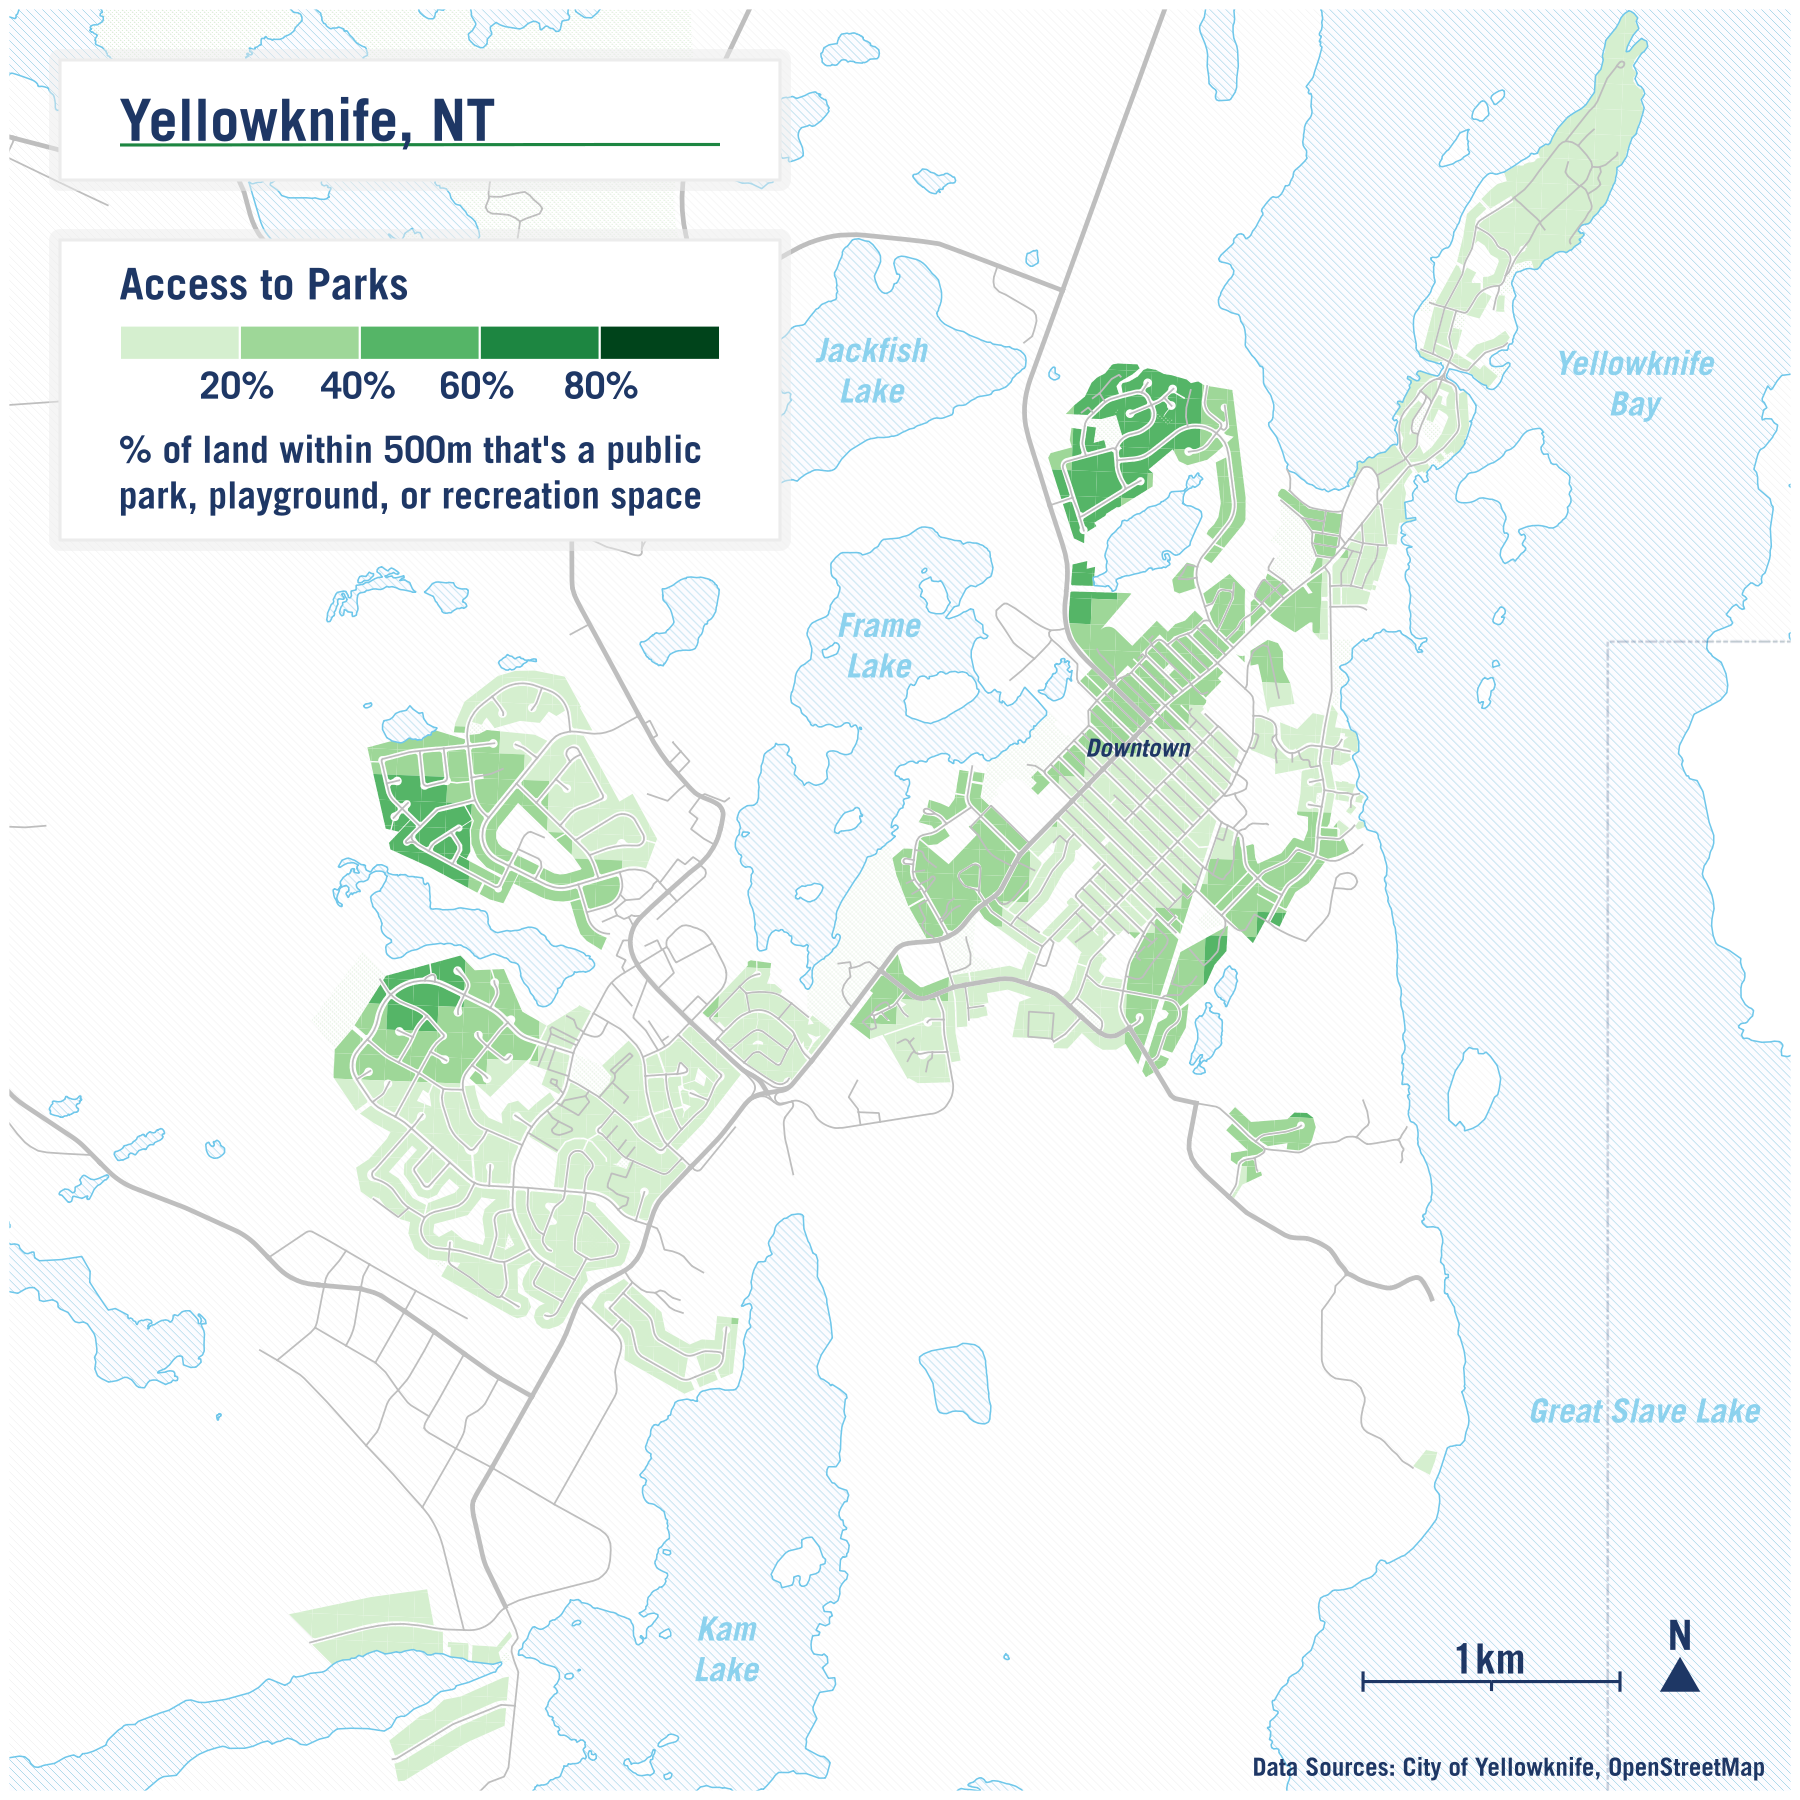 Yellowknife, NT
Access to Parks
20% 40% 60% 80%
% of land within 500m that's a public
park, playground, or recreation space
Jackfish
Lake
Yellowknife
Bay
Frame
Lake
Downtown
Great Slave Lake
Kam
Lake
1km
N
Data Sources: City of Yellowknife, OpenStreetMap